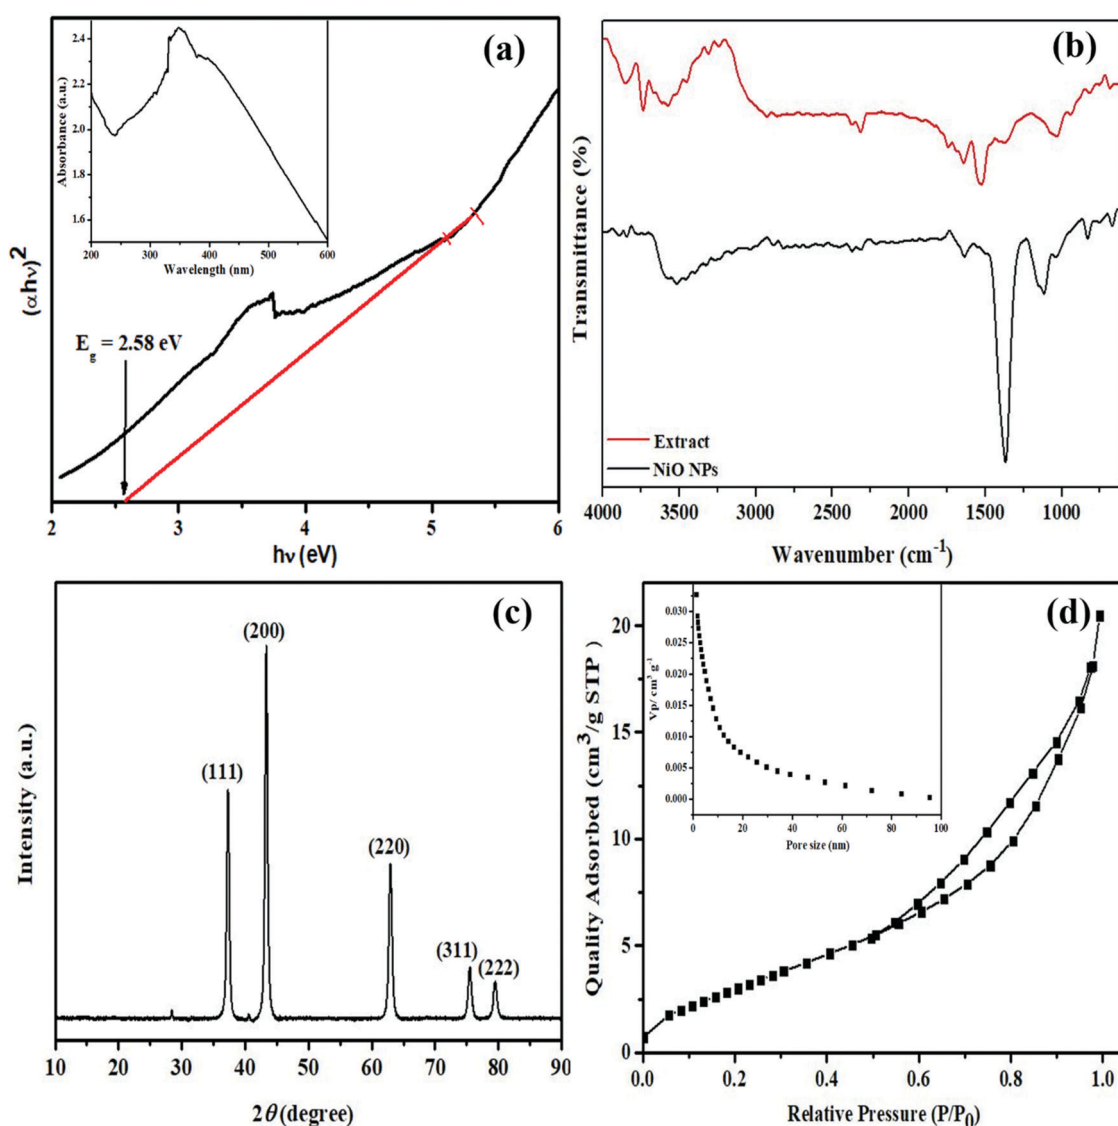 (a)
2.4
2.2
2.0
1.8
1.6
Absorbance (a.u.)
200 300 400 500 600
Wavelength (nm)
(αhν)²
E_g = 2.58 eV
2 3 4 5 6
hν (eV)
(b)
Transmittance (%)
Extract
NiO NPs
4000 3500 3000 2500 2000 1500 1000
Wavenumber (cm⁻¹)
(c)
(200)
(111)
(220)
(311)
(222)
Intensity (a.u.)
10 20 30 40 50 60 70 80 90
2θ (degree)
(d)
0.030
0.025
0.020
0.015
0.010
0.005
0.000
Vp/ cm³ g⁻¹
0 20 40 60 80 100
Pore size (nm)
20
15
10
5
0
Quality Adsorbed (cm³/g STP )
0.0 0.2 0.4 0.6 0.8 1.0
Relative Pressure (P/P₀)